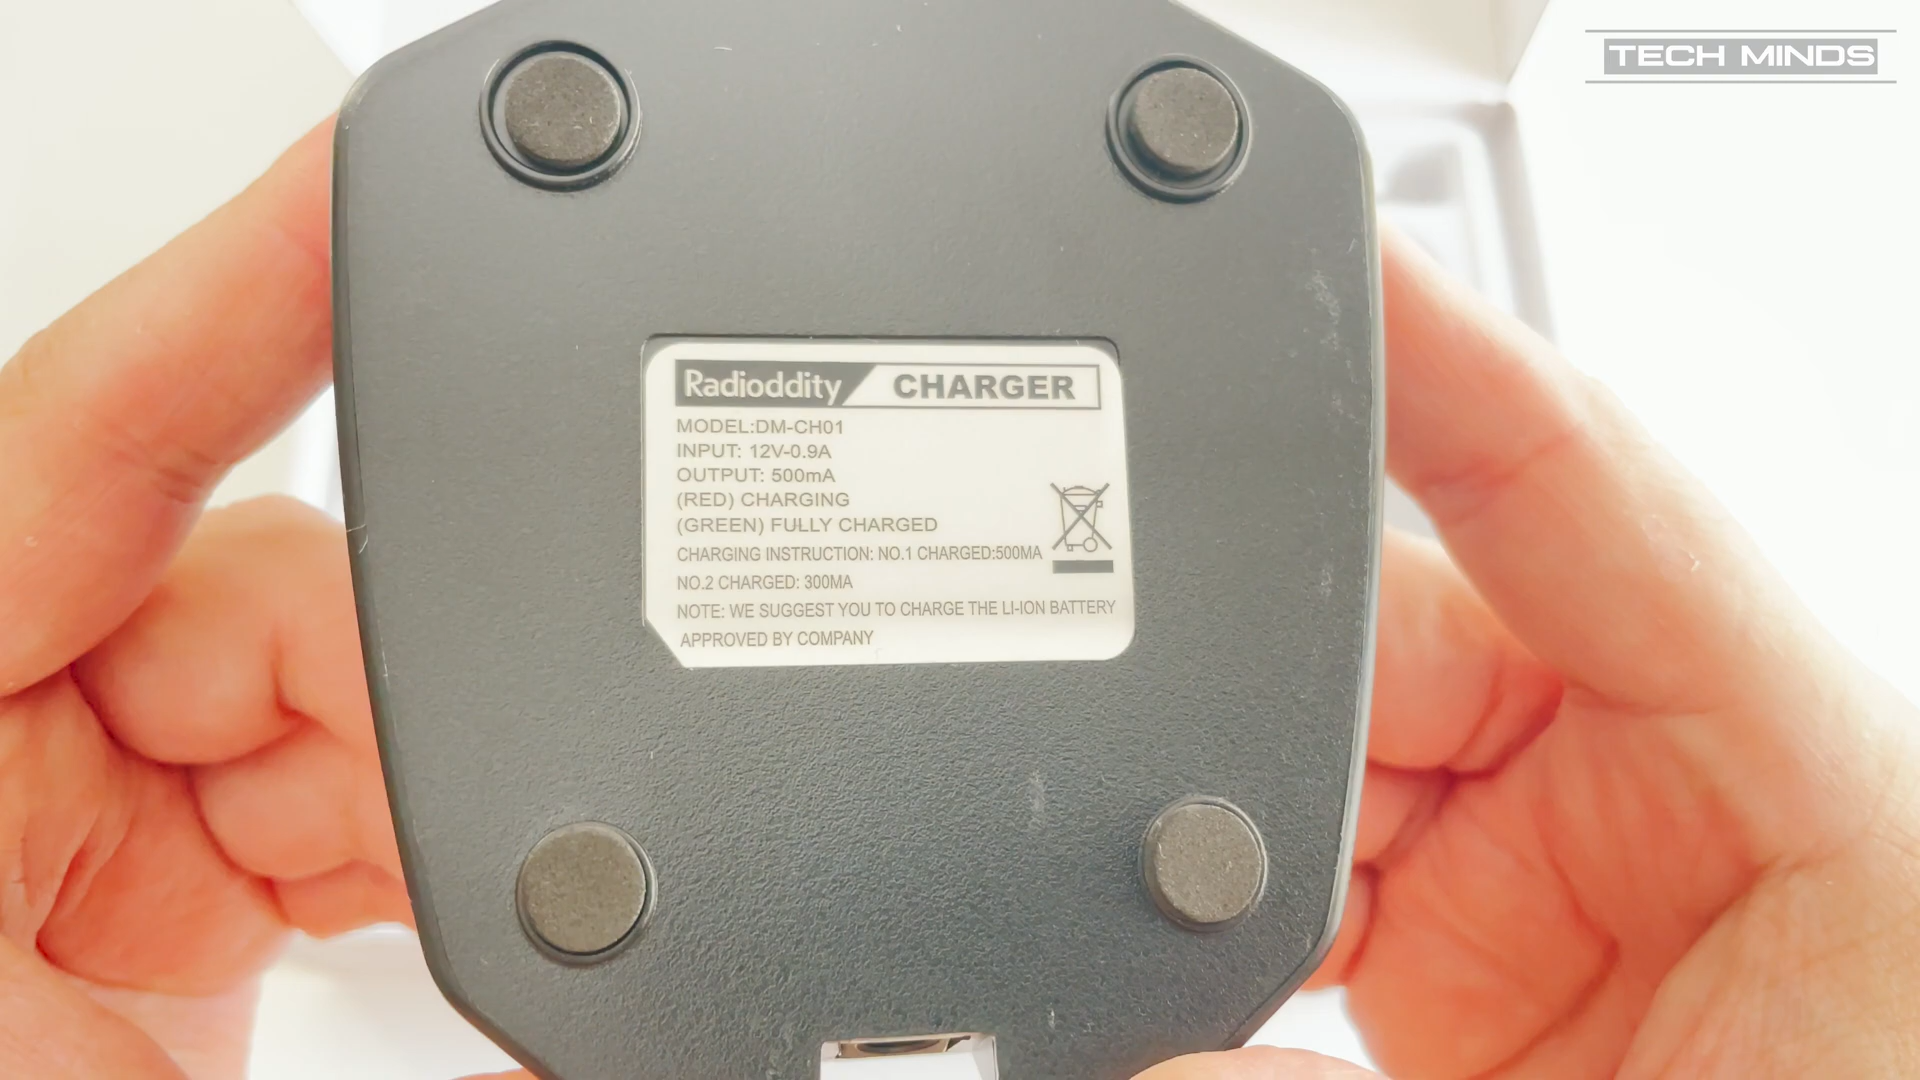 TECH MINDS
Radioddity CHARGER
MODEL:DM-CH01
INPUT: 12V-0.9A
OUTPUT: 500mA
(RED) CHARGING
(GREEN) FULLY CHARGED
CHARGING INSTRUCTION: NO.1 CHARGED:500MA
NO.2 CHARGED: 300MA
NOTE: WE SUGGEST YOU TO CHARGE THE LI-ION BATTERY
APPROVED BY COMPANY